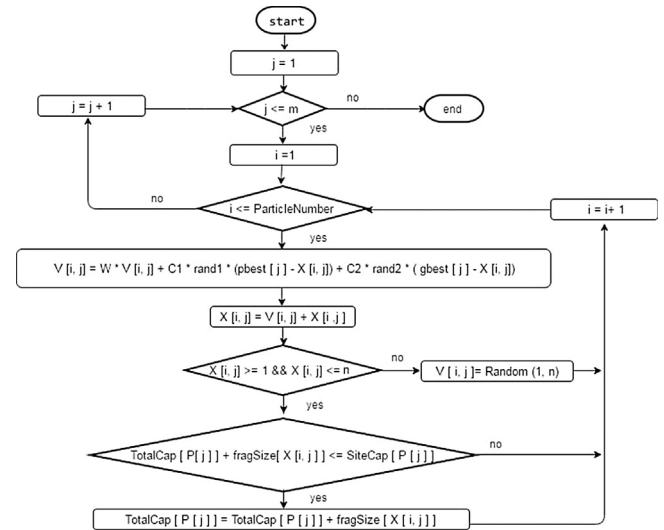 start
j = 1
j <= m
no
end
j = j + 1
yes
i =1
no
i <= ParticleNumber
i = i+ 1
yes
V [i, j] = W * V [i, j] + C1 * rand1 * (pbest [ j ] - X [i, j]) + C2 * rand2 * ( gbest [ j ] - X [i, j])
X [i, j] = V [i, j] + X [i ,j ]
X [i, j] >= 1 && X [i, j] <= n
no
V [ i, j ]= Random (1, n)
yes
TotalCap [ P[ j ] ] + fragSize[ X [i, j ] ] <= SiteCap [ P [ j ] ]
no
yes
TotalCap [ P [ j ] ] = TotalCap [ P [ j ] ] + fragSize [ X [ i, j ] ]